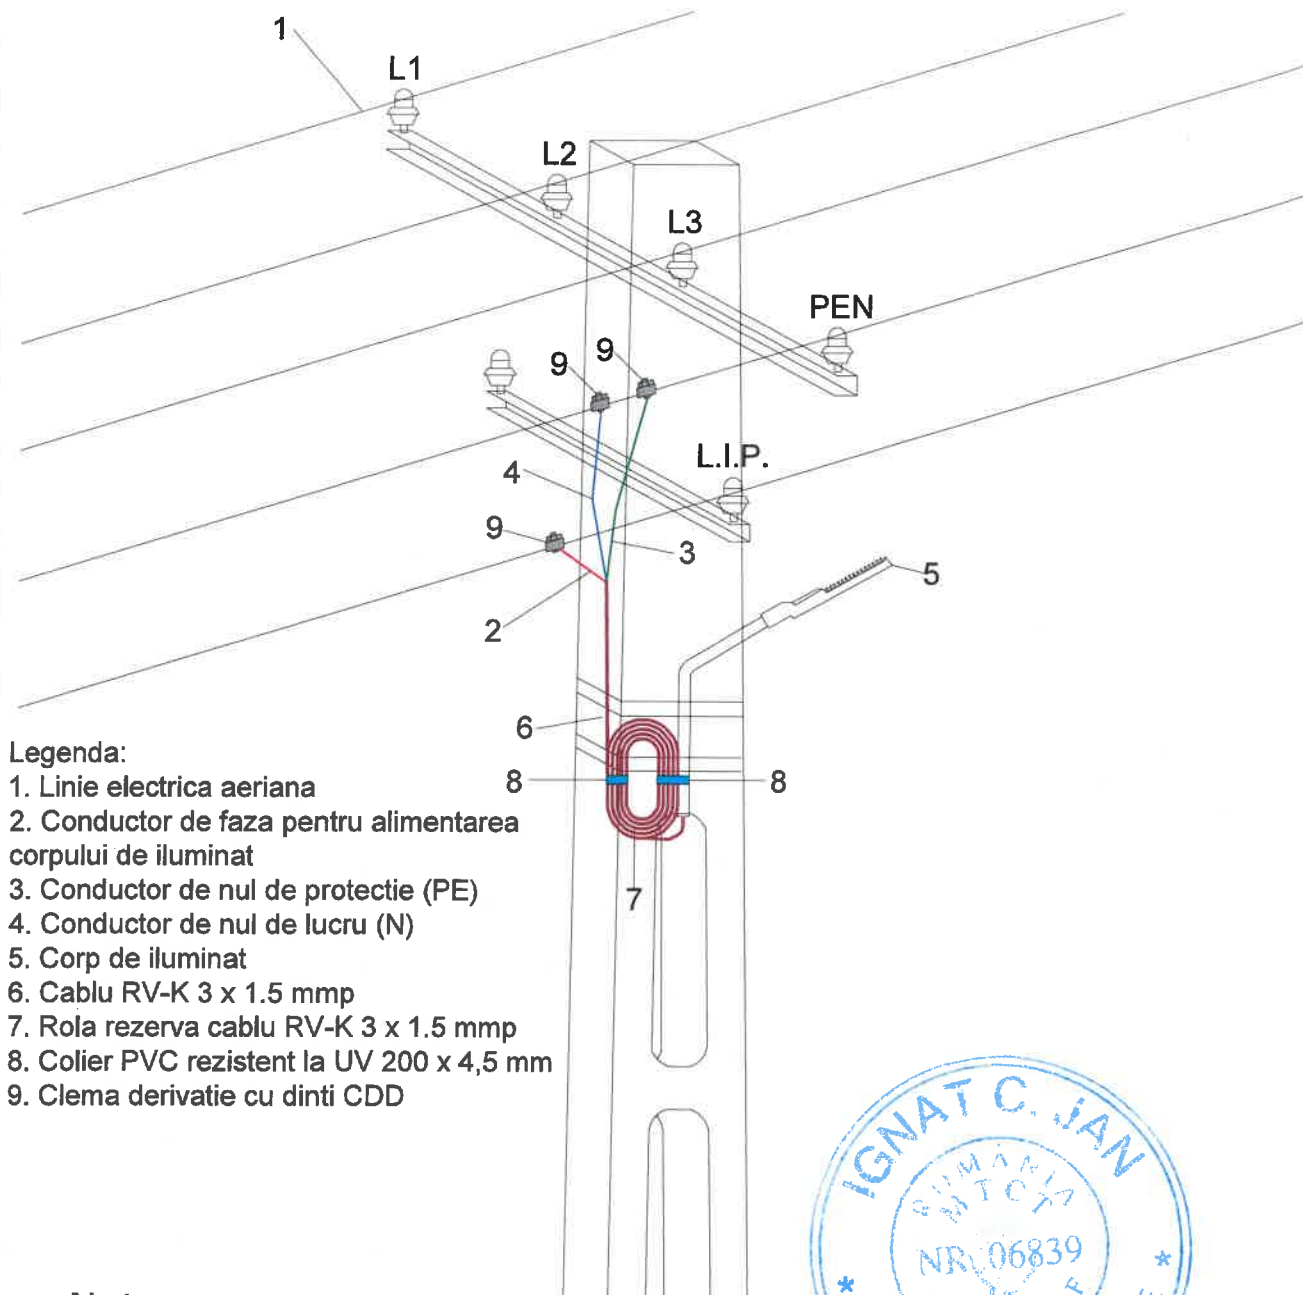 1
L1
L2
L3
PEN
9
9
L.I.P.
4
9
3
5
2
6
8
8
7
Legenda:
1. Linie electrica aeriana
2. Conductor de faza pentru alimentarea
corpului de iluminat
3. Conductor de nul de protectie (PE)
4. Conductor de nul de lucru (N)
5. Corp de iluminat
6. Cablu RV-K 3 x 1.5 mmp
7. Rola rezerva cablu RV-K 3 x 1.5 mmp
8. Colier PVC rezistent la UV 200 x 4,5 mm
9. Clema derivatie cu dinti CDD
IGNAT C. JAN
ROMÂNIA
MTCT
NR. 06839